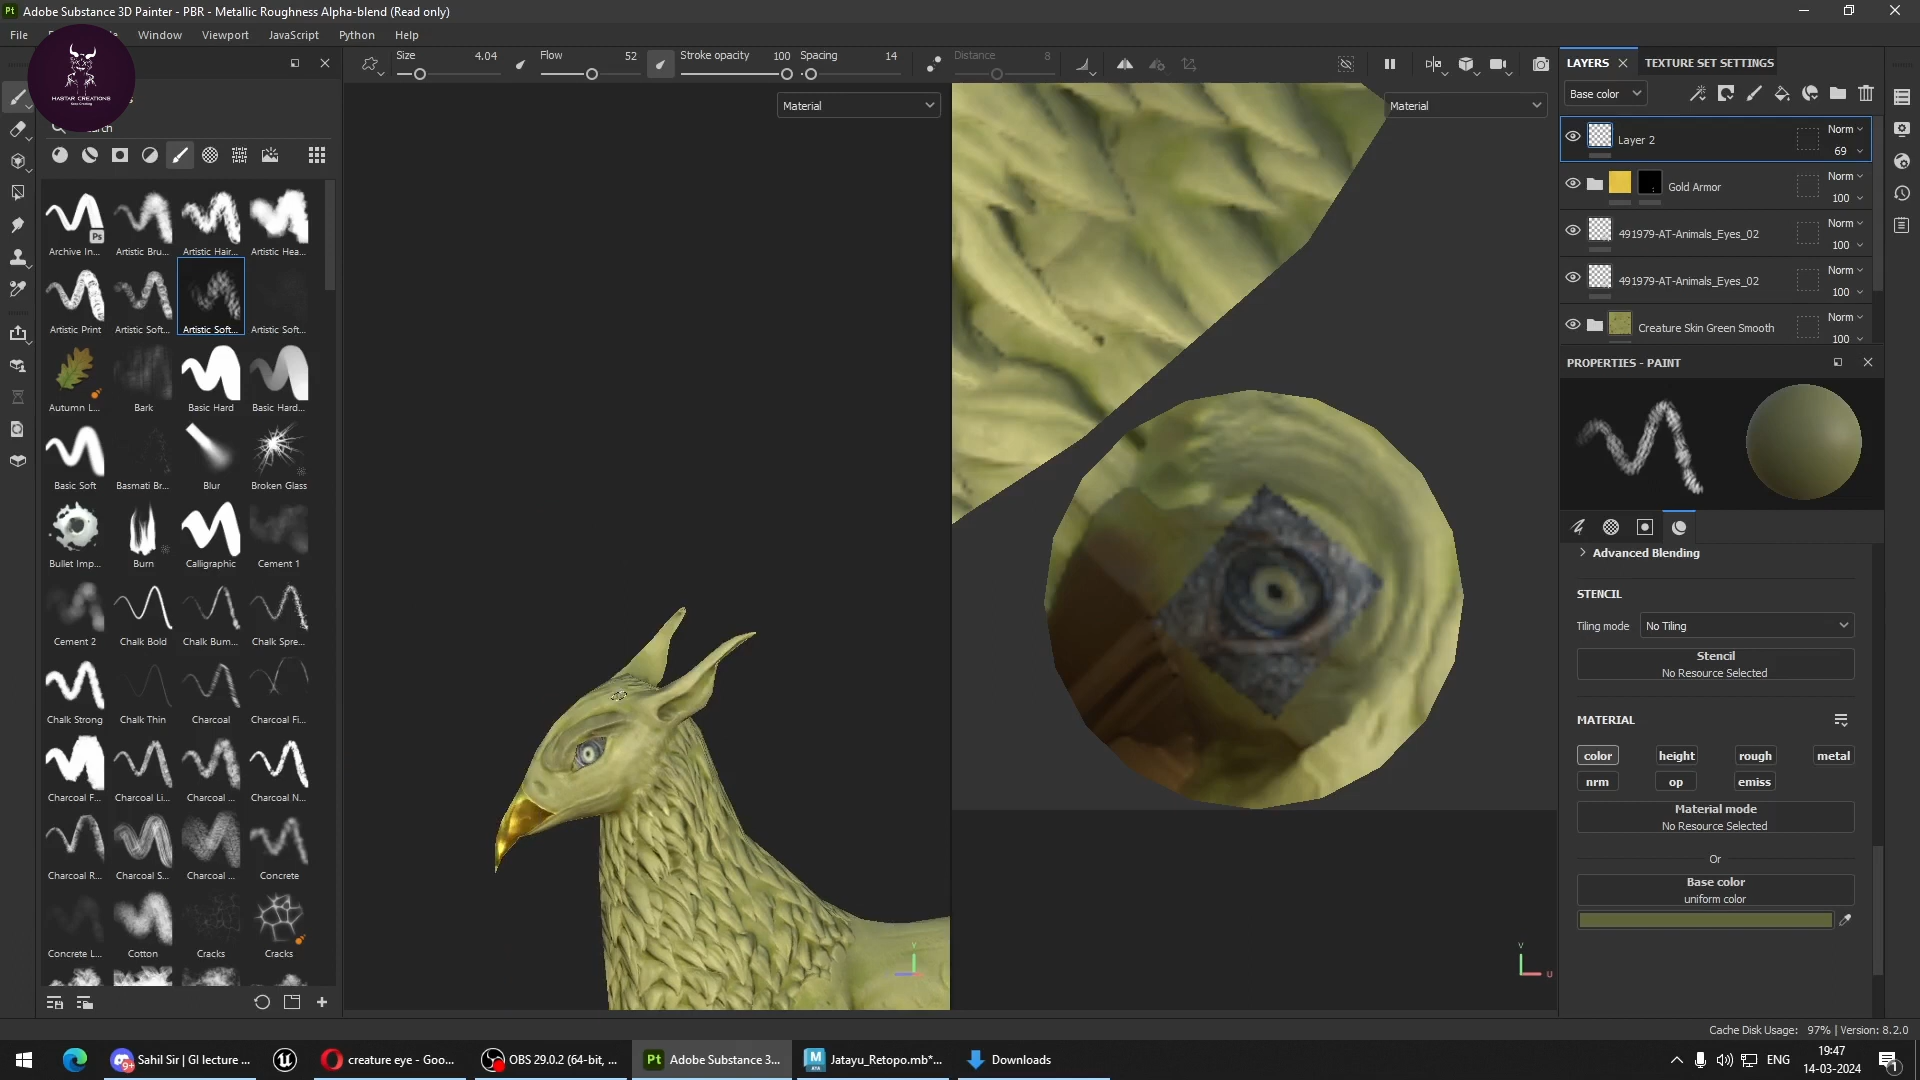 Adobe Substance 3D Painter - PBR - Metallic Roughness Alpha-blend (Read only)
File
Window
Viewport
JavaScript
Python
Help
HASTAR CREATIONS
Size
4.04
Flow
52
Stroke opacity
100
Spacing
14
Distance
8
Material
Material
LAYERS
TEXTURE SET SETTINGS
Base color
Layer 2
Norm
69
Gold Armor
Norm
100
491979-AT-Animals_Eyes_02
Norm
100
491979-AT-Animals_Eyes_02
Norm
100
Creature Skin Green Smooth
Norm
100
PROPERTIES - PAINT
Advanced Blending
STENCIL
Tiling mode
No Tiling
Stencil
No Resource Selected
MATERIAL
color
height
rough
metal
nrm
op
emiss
Material mode
No Resource Selected
Or
Base color
uniform color
Archive In...
Artistic Bru...
Artistic Hair...
Artistic Hea...
Artistic Print
Artistic Soft...
Artistic Soft...
Artistic Soft...
Autumn L...
Bark
Basic Hard
Basic Hard...
Basic Soft
Basmati Br...
Blur
Broken Glass
Bullet Imp...
Burn
Calligraphic
Cement 1
Cement 2
Chalk Bold
Chalk Bum...
Chalk Spre...
Chalk Strong
Chalk Thin
Charcoal
Charcoal Fi...
Charcoal F...
Charcoal Li...
Charcoal ...
Charcoal N...
Charcoal R...
Charcoal S...
Charcoal ...
Concrete
Concrete L...
Cotton
Cracks
Cracks
Cache Disk Usage: 97% | Version: 8.2.0
Sahil Sir | GI lecture ...
creature eye - Goo...
OBS 29.0.2 (64-bit, ...
Adobe Substance 3...
Jatayu_Retopo.mb*...
Downloads
ENG
19:47
14-03-2024